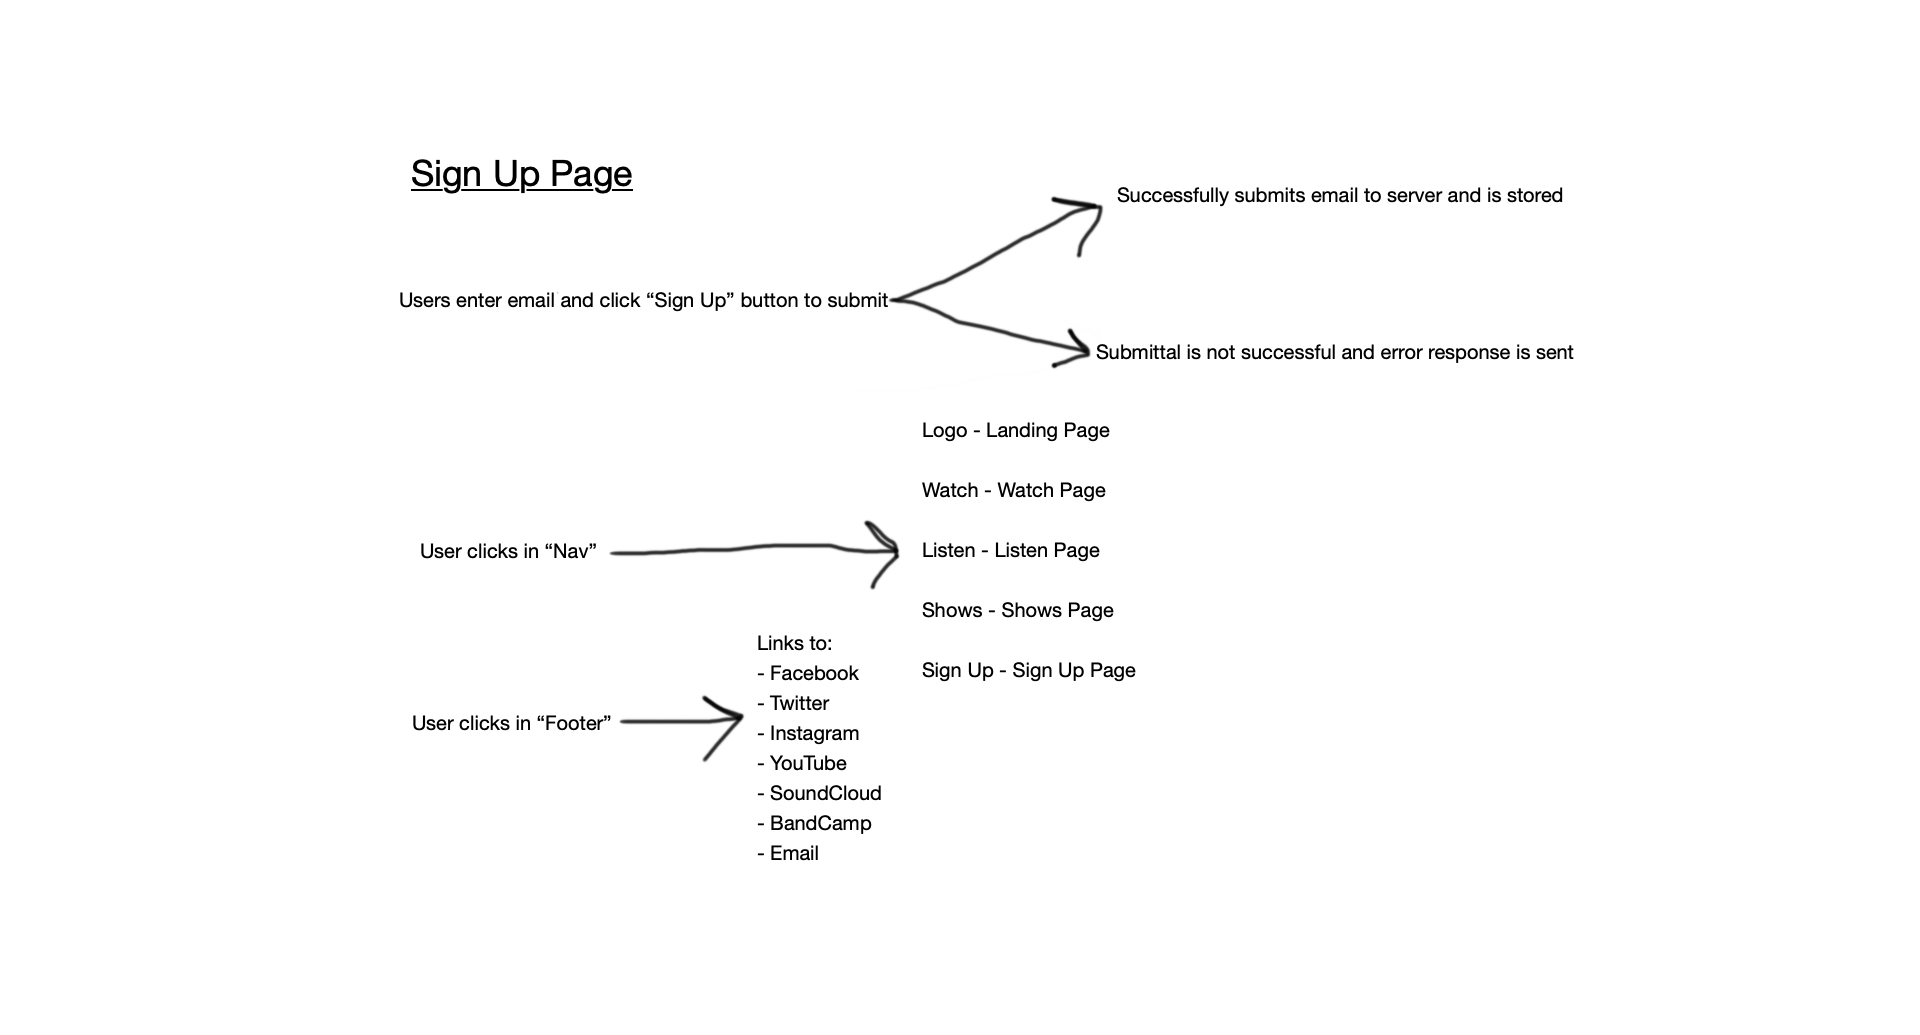 Sign Up Page
Successfully submits email to server and is stored
Users enter email and click “Sign Up” button to submit
Submittal is not successful and error response is sent
Logo - Landing Page
Watch - Watch Page
User clicks in “Nav”
Listen - Listen Page
Shows - Shows Page
Sign Up - Sign Up Page
User clicks in “Footer”
Links to:
- Facebook
- Twitter
- Instagram
- YouTube
- SoundCloud
- BandCamp
- Email